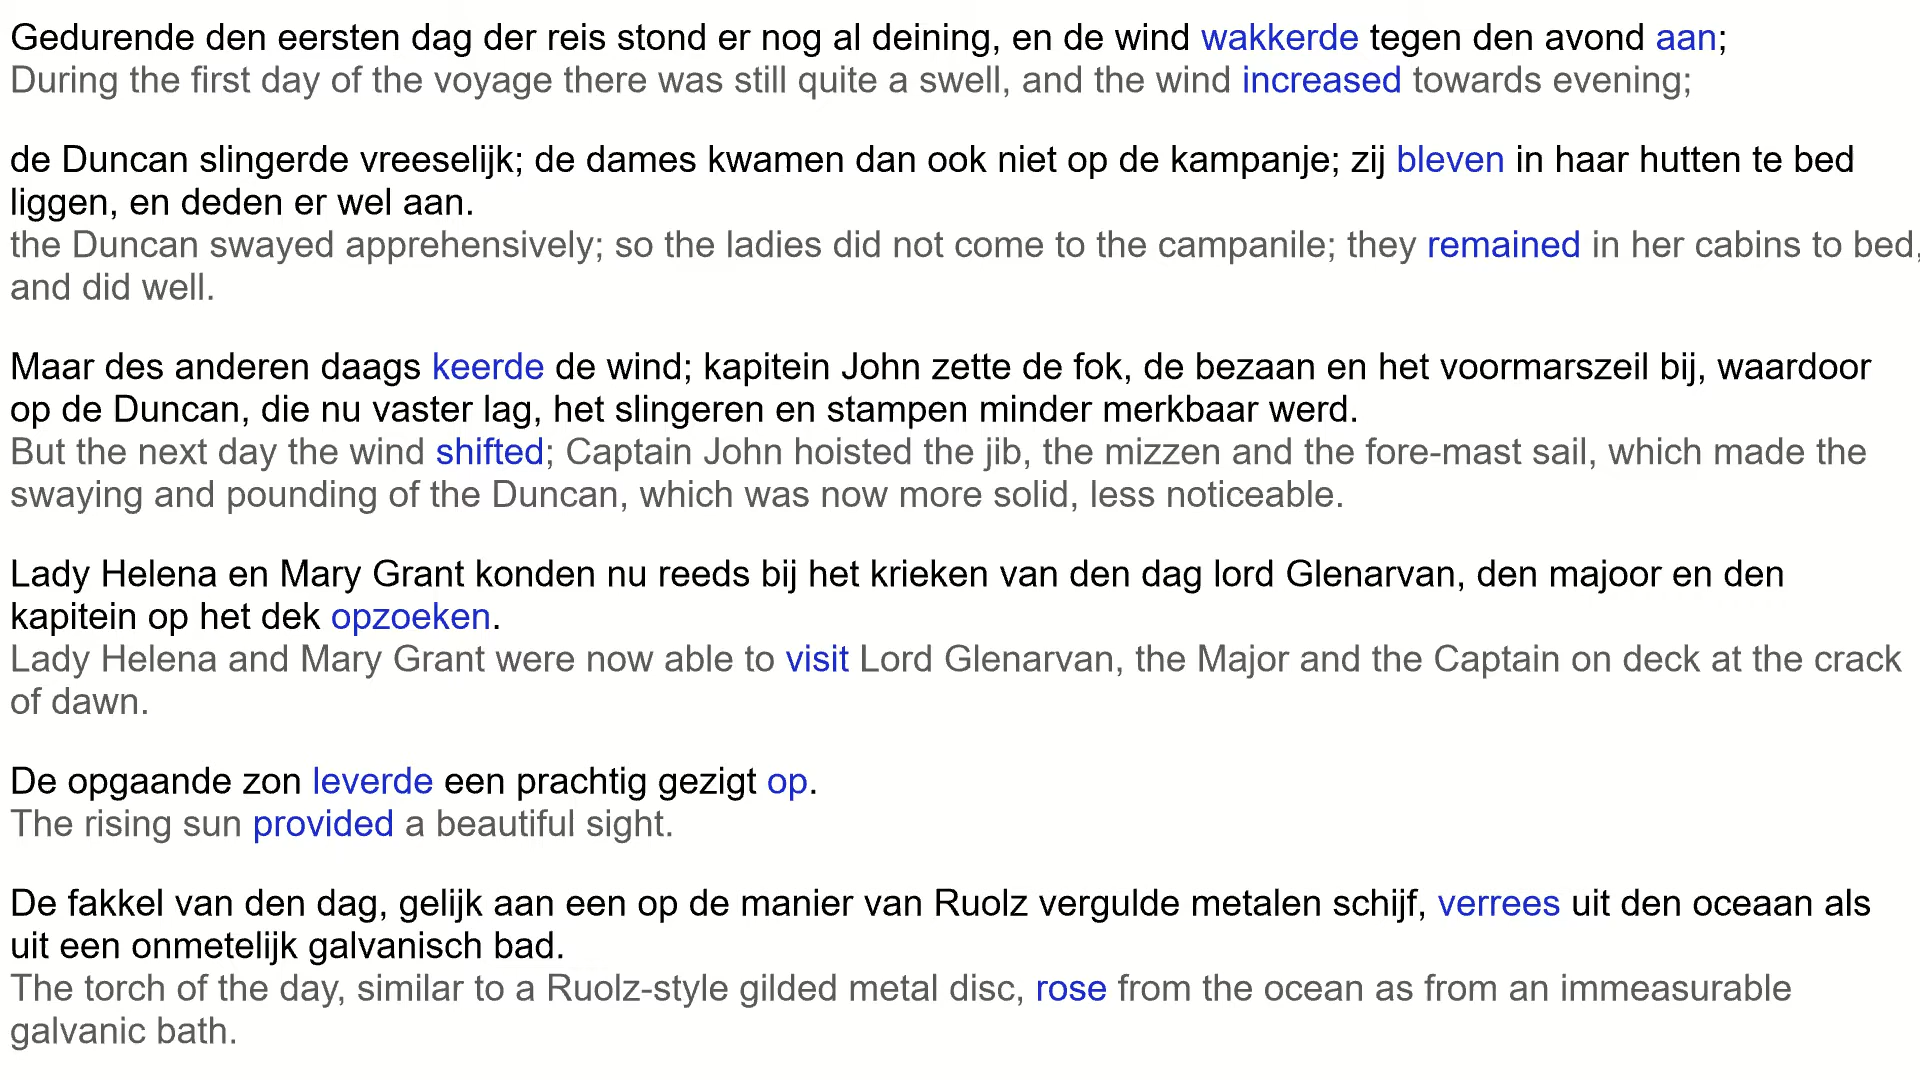 Gedurende den eersten dag der reis stond er nog al deining, en de wind wakkerde tegen den avond aan;
During the first day of the voyage there was still quite a swell, and the wind increased towards evening;
de Duncan slingerde vreeselijk; de dames kwamen dan ook niet op de kampanje; zij bleven in haar hutten te bed
liggen, en deden er wel aan.
the Duncan swayed apprehensively; so the ladies did not come to the campanile; they remained in her cabins to bed,
and did well.
Maar des anderen daags keerde de wind; kapitein John zette de fok, de bezaan en het voormarszeil bij, waardoor
op de Duncan, die nu vaster lag, het slingeren en stampen minder merkbaar werd.
But the next day the wind shifted; Captain John hoisted the jib, the mizzen and the fore-mast sail, which made the
swaying and pounding of the Duncan, which was now more solid, less noticeable.
Lady Helena en Mary Grant konden nu reeds bij het krieken van den dag lord Glenarvan, den majoor en den
kapitein op het dek opzoeken.
Lady Helena and Mary Grant were now able to visit Lord Glenarvan, the Major and the Captain on deck at the crack
of dawn.
De opgaande zon leverde een prachtig gezigt op.
The rising sun provided a beautiful sight.
De fakkel van den dag, gelijk aan een op de manier van Ruolz vergulde metalen schijf, verrees uit den oceaan als
uit een onmetelijk galvanisch bad.
The torch of the day, similar to a Ruolz-style gilded metal disc, rose from the ocean as from an immeasurable
galvanic bath.